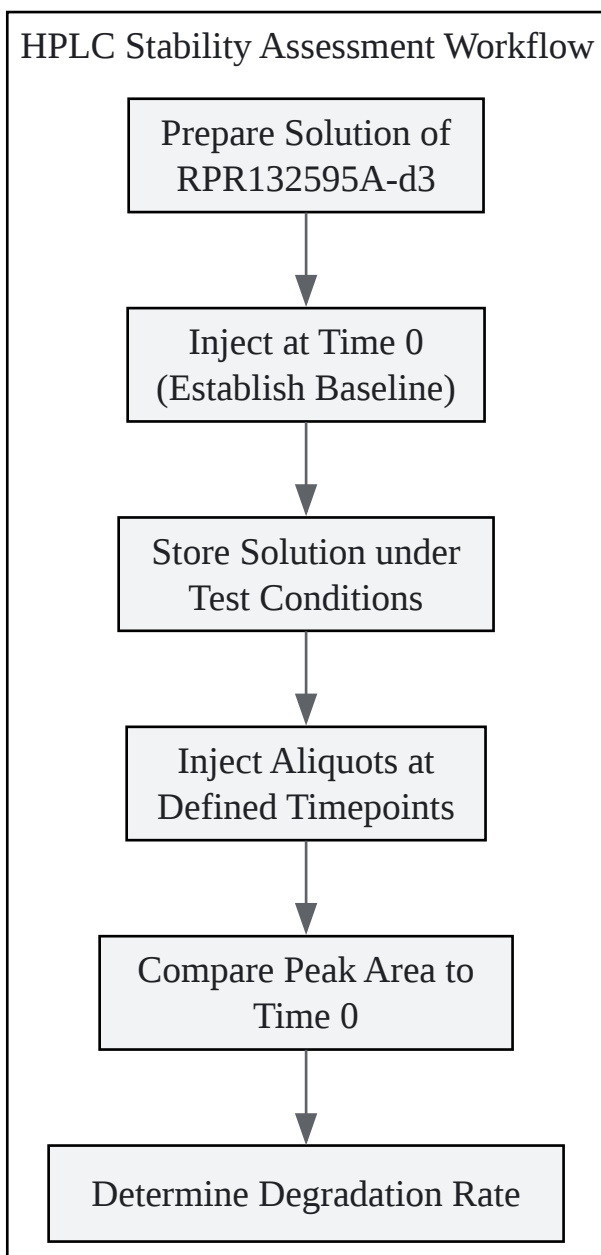 HPLC Stability Assessment Workflow
Prepare Solution of
RPR132595A-d3
Inject at Time 0
(Establish Baseline)
Store Solution under
Test Conditions
Inject Aliquots at
Defined Timepoints
Compare Peak Area to
Time 0
Determine Degradation Rate